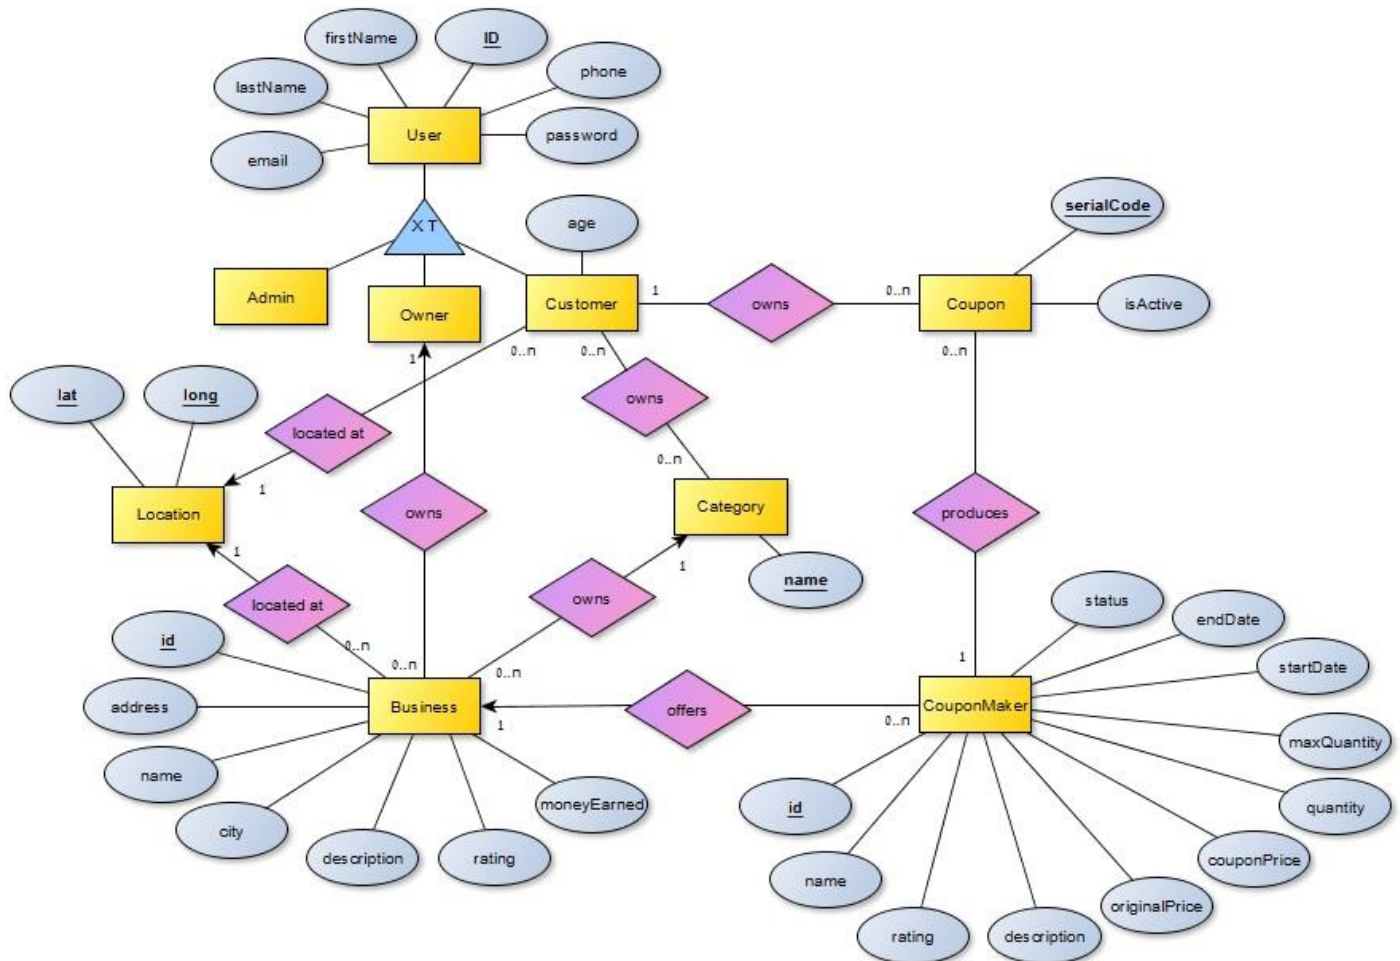 firstName
ID
lastName
phone
User
password
email
X T
serialCode
age
Admin
Owner
Customer
1
owns
0..n
Coupon
isActive
1
0..n
0..n
0..n
lat
long
located at
owns
0..n
1
Location
owns
Category
produces
1
1
located at
owns
name
status
endDate
id
0..n
0..n
0..n
1
startDate
address
Business
1
offers
0..n
CouponMaker
maxQuantity
name
moneyEarned
id
quantity
city
description
rating
couponPrice
name
originalPrice
rating
description